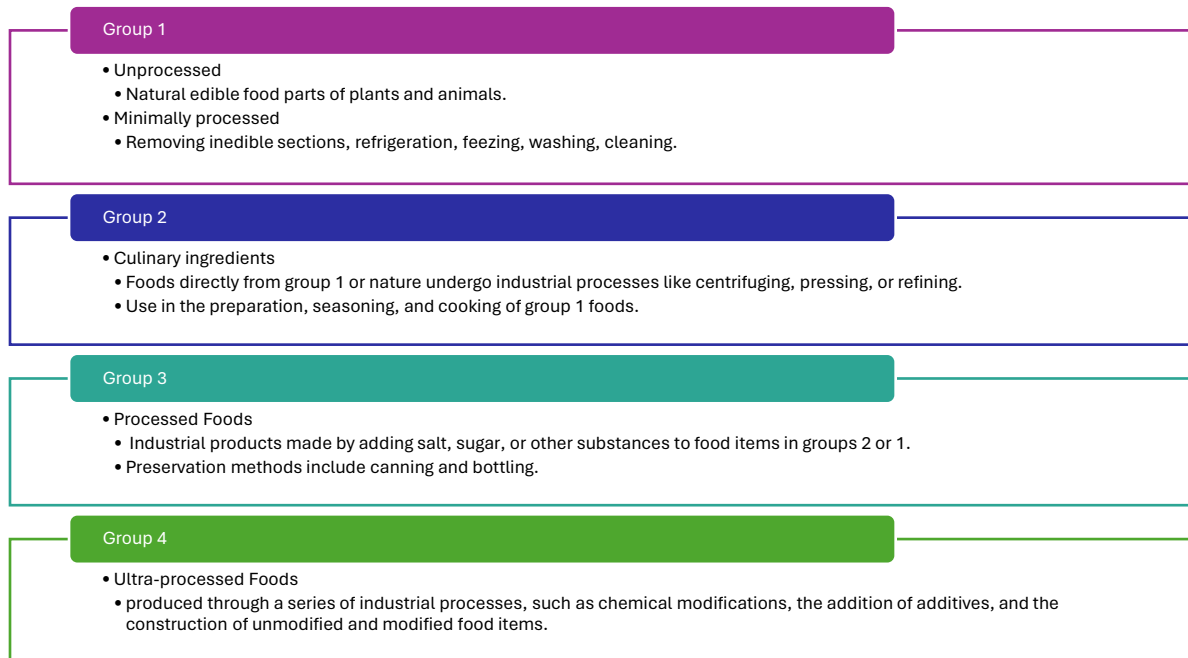 Group 1
• Unprocessed
• Natural edible food parts of plants and animals.
• Minimally processed
• Removing inedible sections, refrigeration, feezing, washing, cleaning.
Group 2
• Culinary ingredients
• Foods directly from group 1 or nature undergo industrial processes like centrifuging, pressing, or refining.
• Use in the preparation, seasoning, and cooking of group 1 foods.
Group 3
• Processed Foods
• Industrial products made by adding salt, sugar, or other substances to food items in groups 2 or 1.
• Preservation methods include canning and bottling.
Group 4
• Ultra-processed Foods
• produced through a series of industrial processes, such as chemical modifications, the addition of additives, and the
construction of unmodified and modified food items.